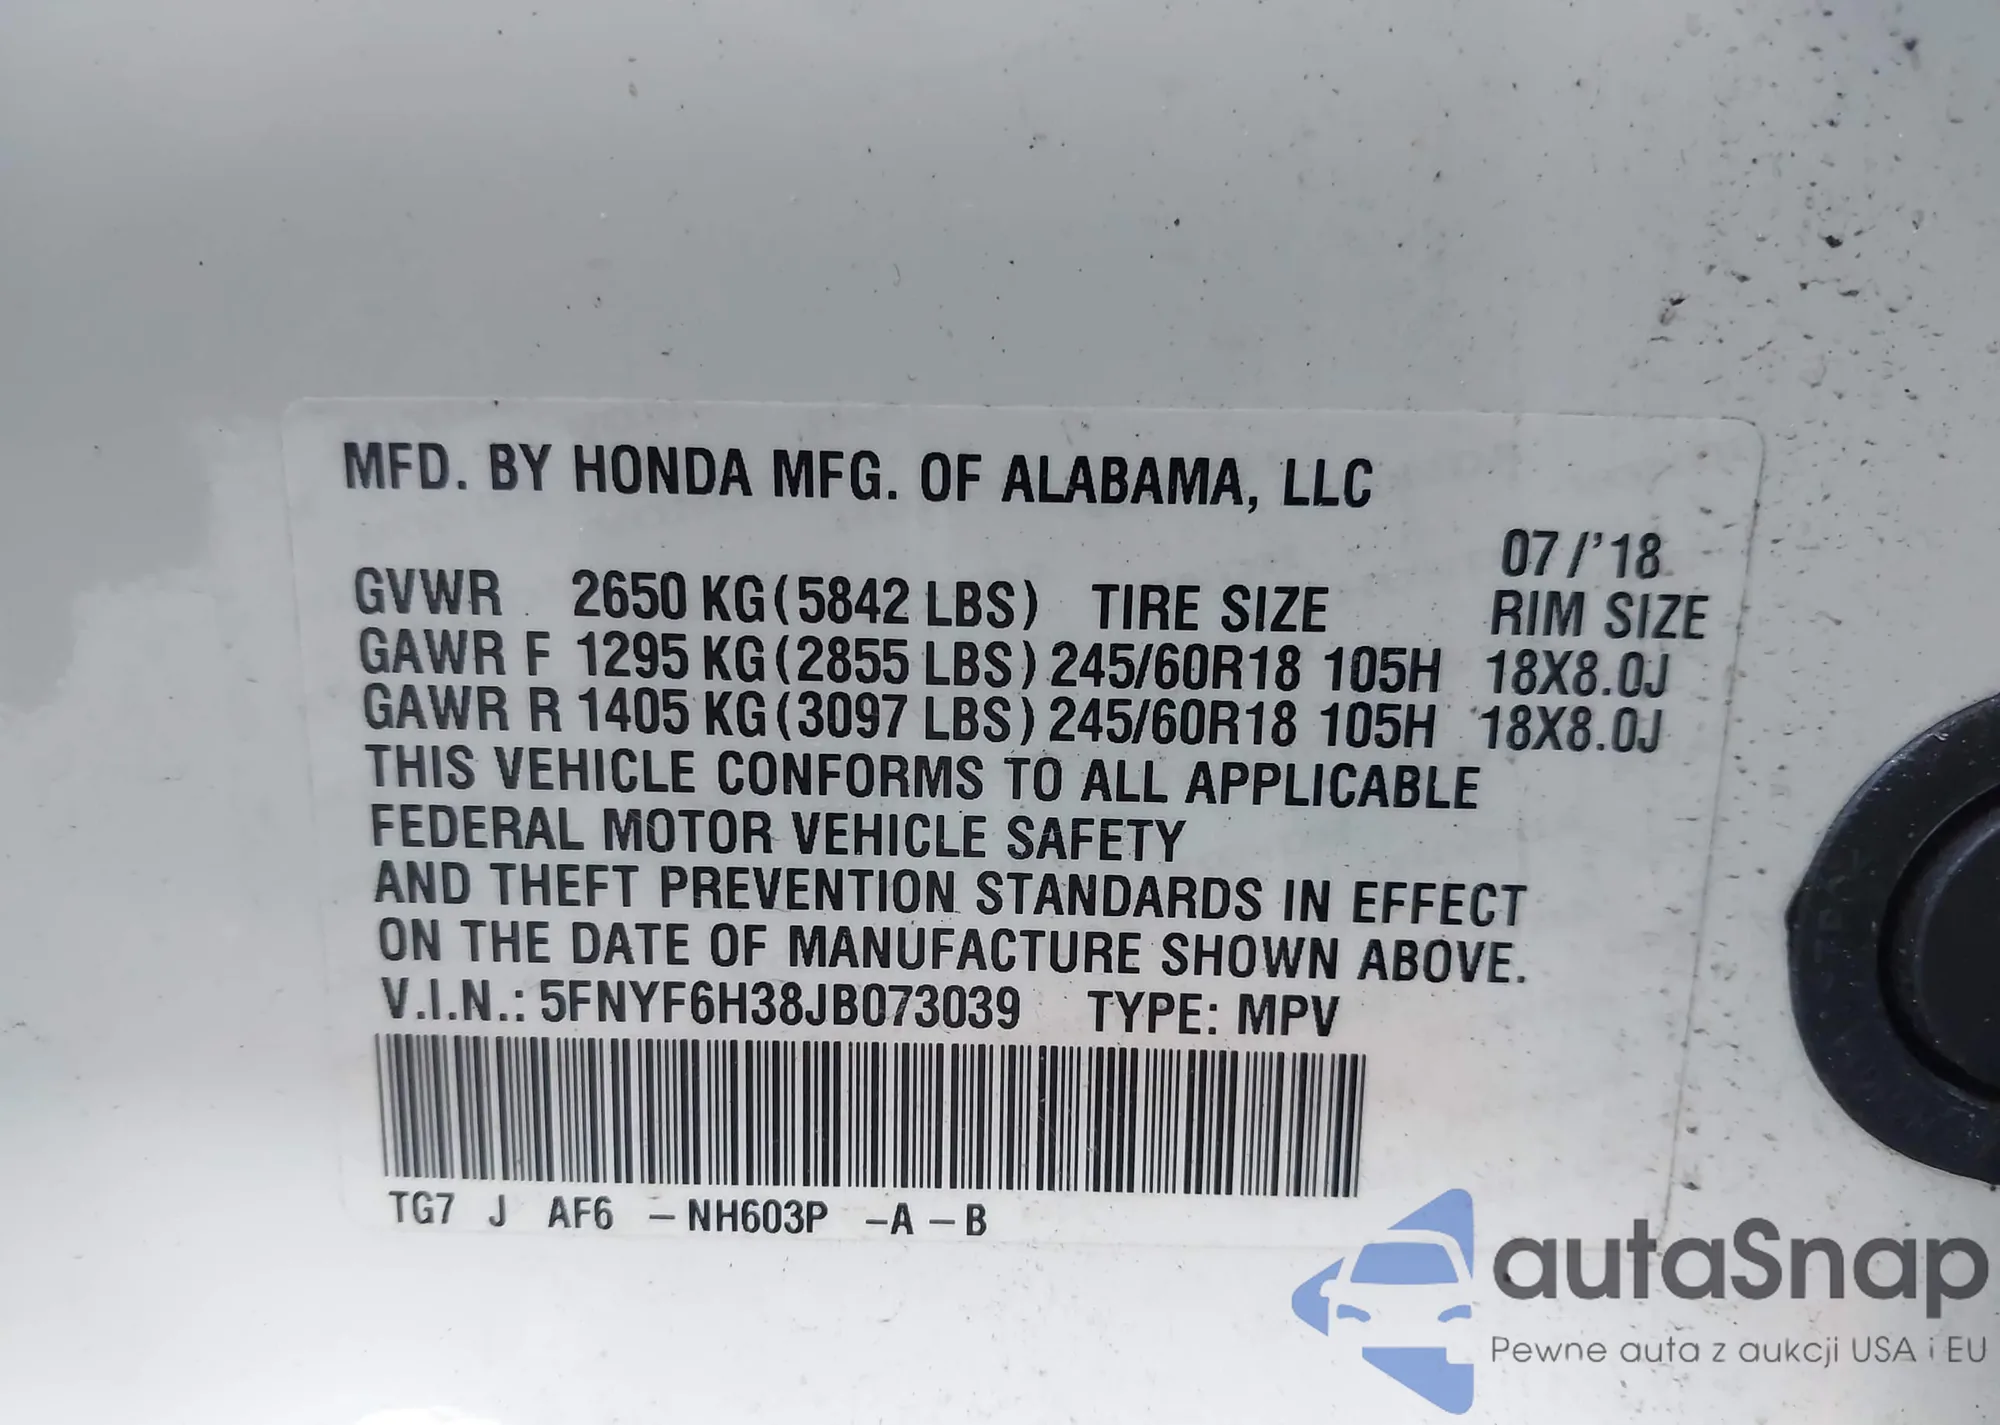 MFD. BY HONDA MFG. OF ALABAMA, LLC
07/'18
GVWR 2650 KG (5842 LBS) TIRE SIZE RIM SIZE
GAWR F 1295 KG (2855 LBS) 245/60R18 105H 18X8.0J
GAWR R 1405 KG (3097 LBS) 245/60R18 105H 18X8.0J
THIS VEHICLE CONFORMS TO ALL APPLICABLE
FEDERAL MOTOR VEHICLE SAFETY
AND THEFT PREVENTION STANDARDS IN EFFECT
ON THE DATE OF MANUFACTURE SHOWN ABOVE.
V.I.N.: 5FNYF6H38JB073039 TYPE: MPV
TG7 J AF6 – NH603P –A – B
autaSnap
Pewne auta z aukcji USA i EU